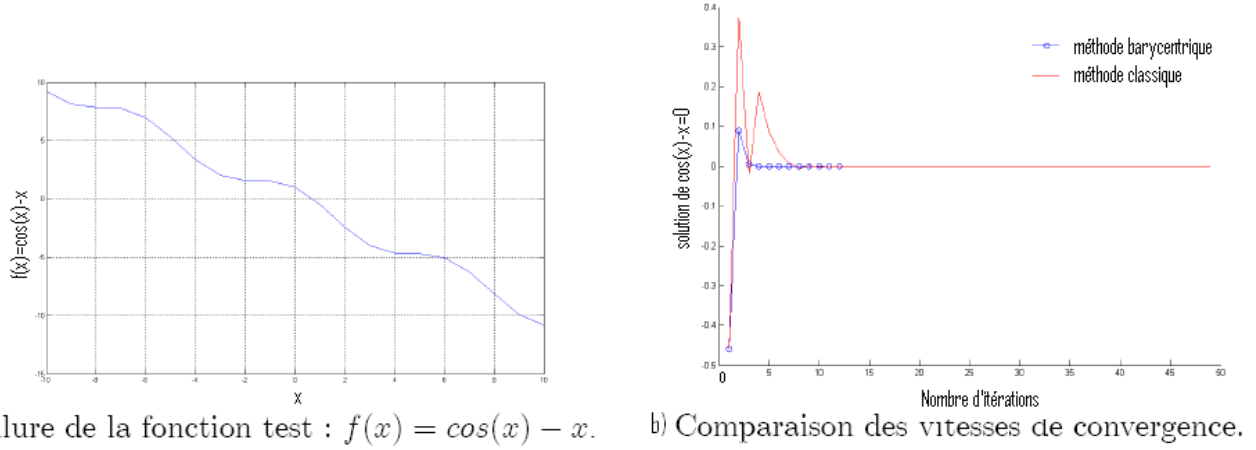 10
5
0
-5
-10
-15
f(x)=cos(x)-x
-10 -8 -6 -4 -2 0 2 4 6 8 10
x
llure de la fonction test : f(x) = cos(x) − x.
0.4
0.3
0.2
0.1
0
-0.1
-0.2
-0.3
-0.4
-0.5
solution de cos(x)-x=0
méthode barycentrique
méthode classique
0 5 10 15 20 25 30 35 40 45 50
Nombre d'itérations
b) Comparaison des vitesses de convergence.